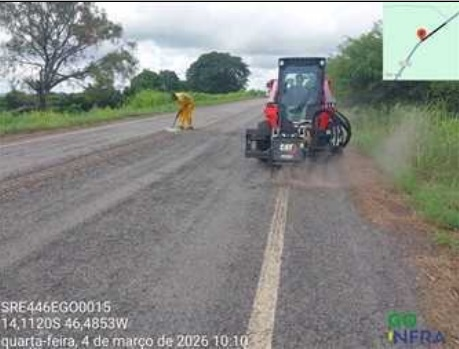 CAT
SRE446EGO0015
14,1120S 46,4853W
quarta-feira, 4 de março de 2026 10:10
GO
INFRA